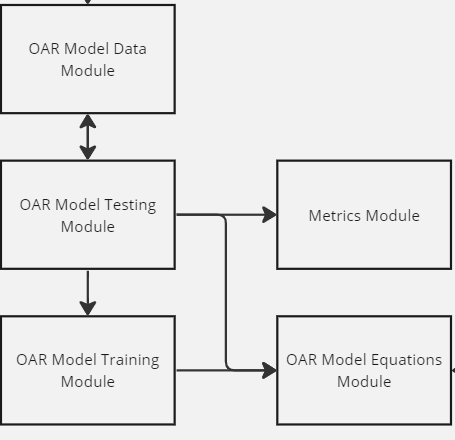 OAR Model Data
Module
OAR Model Testing
Module
Metrics Module
OAR Model Training
Module
OAR Model Equations
Module